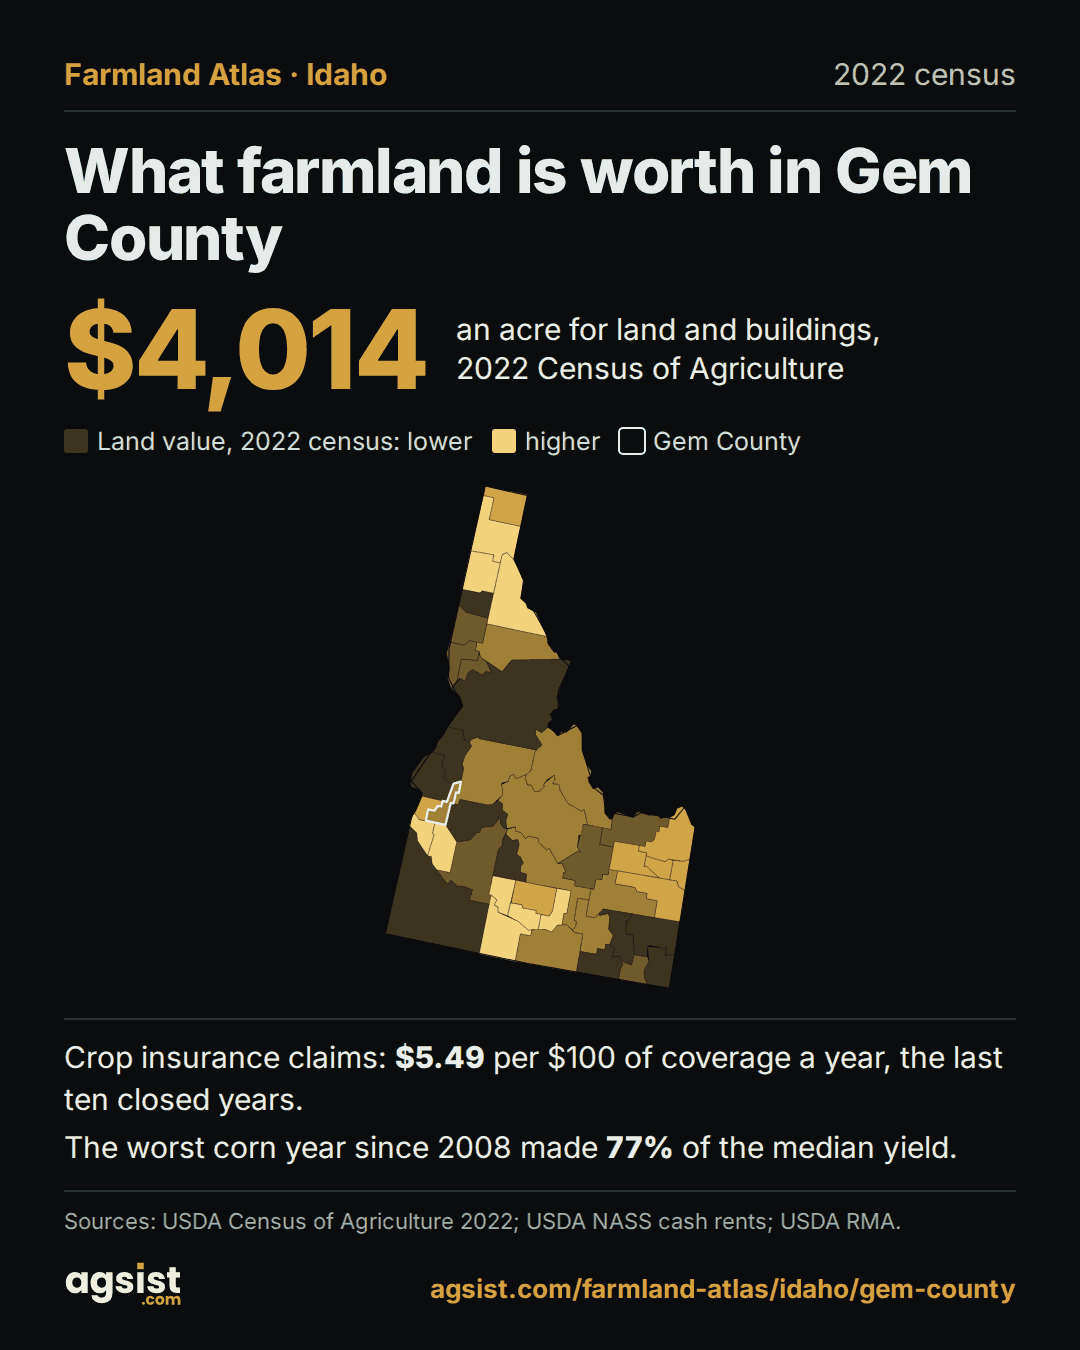 Farmland Atlas · Idaho
2022 census
What farmland is worth in Gem
County
$4,014
an acre for land and buildings,
2022 Census of Agriculture
Land value, 2022 census: lower
higher
Gem County
Crop insurance claims: $5.49 per $100 of coverage a year, the last
ten closed years.
The worst corn year since 2008 made 77% of the median yield.
Sources: USDA Census of Agriculture 2022; USDA NASS cash rents; USDA RMA.
agsist
.com
agsist.com/farmland-atlas/idaho/gem-county